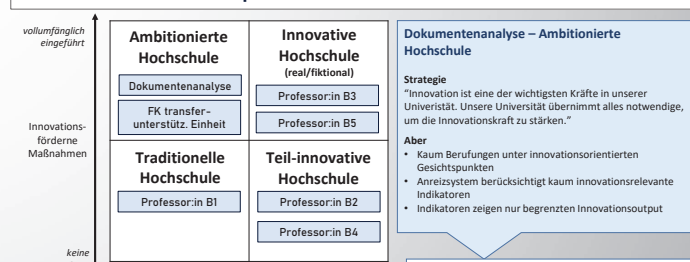 vollumfänglich
eingeführt
Innovations-
förderne
Maßnahmen
keine
Ambitionierte
Hochschule
Dokumentenanalyse
FK transfer-
unterstütz. Einheit
Innovative
Hochschule
(real/fiktional)
Professor:in B3
Professor:in B5
Traditionelle
Hochschule
Professor:in B1
Teil-innovative
Hochschule
Professor:in B2
Professor:in B4
Dokumentenanalyse – Ambitionierte
Hochschule
Strategie
“Innovation ist eine der wichtigsten Kräfte in unserer
Univeristät. Unsere Universität übernimmt alles notwendige,
um die Innovationskraft zu stärken.”
Aber
• Kaum Berufungen unter innovationsorientierten
Gesichtspunkten
• Anreizsystem berücksichtigt kaum innovationsrelevante
Indikatoren
• Indikatoren zeigen nur begrenzten Innovationsoutput